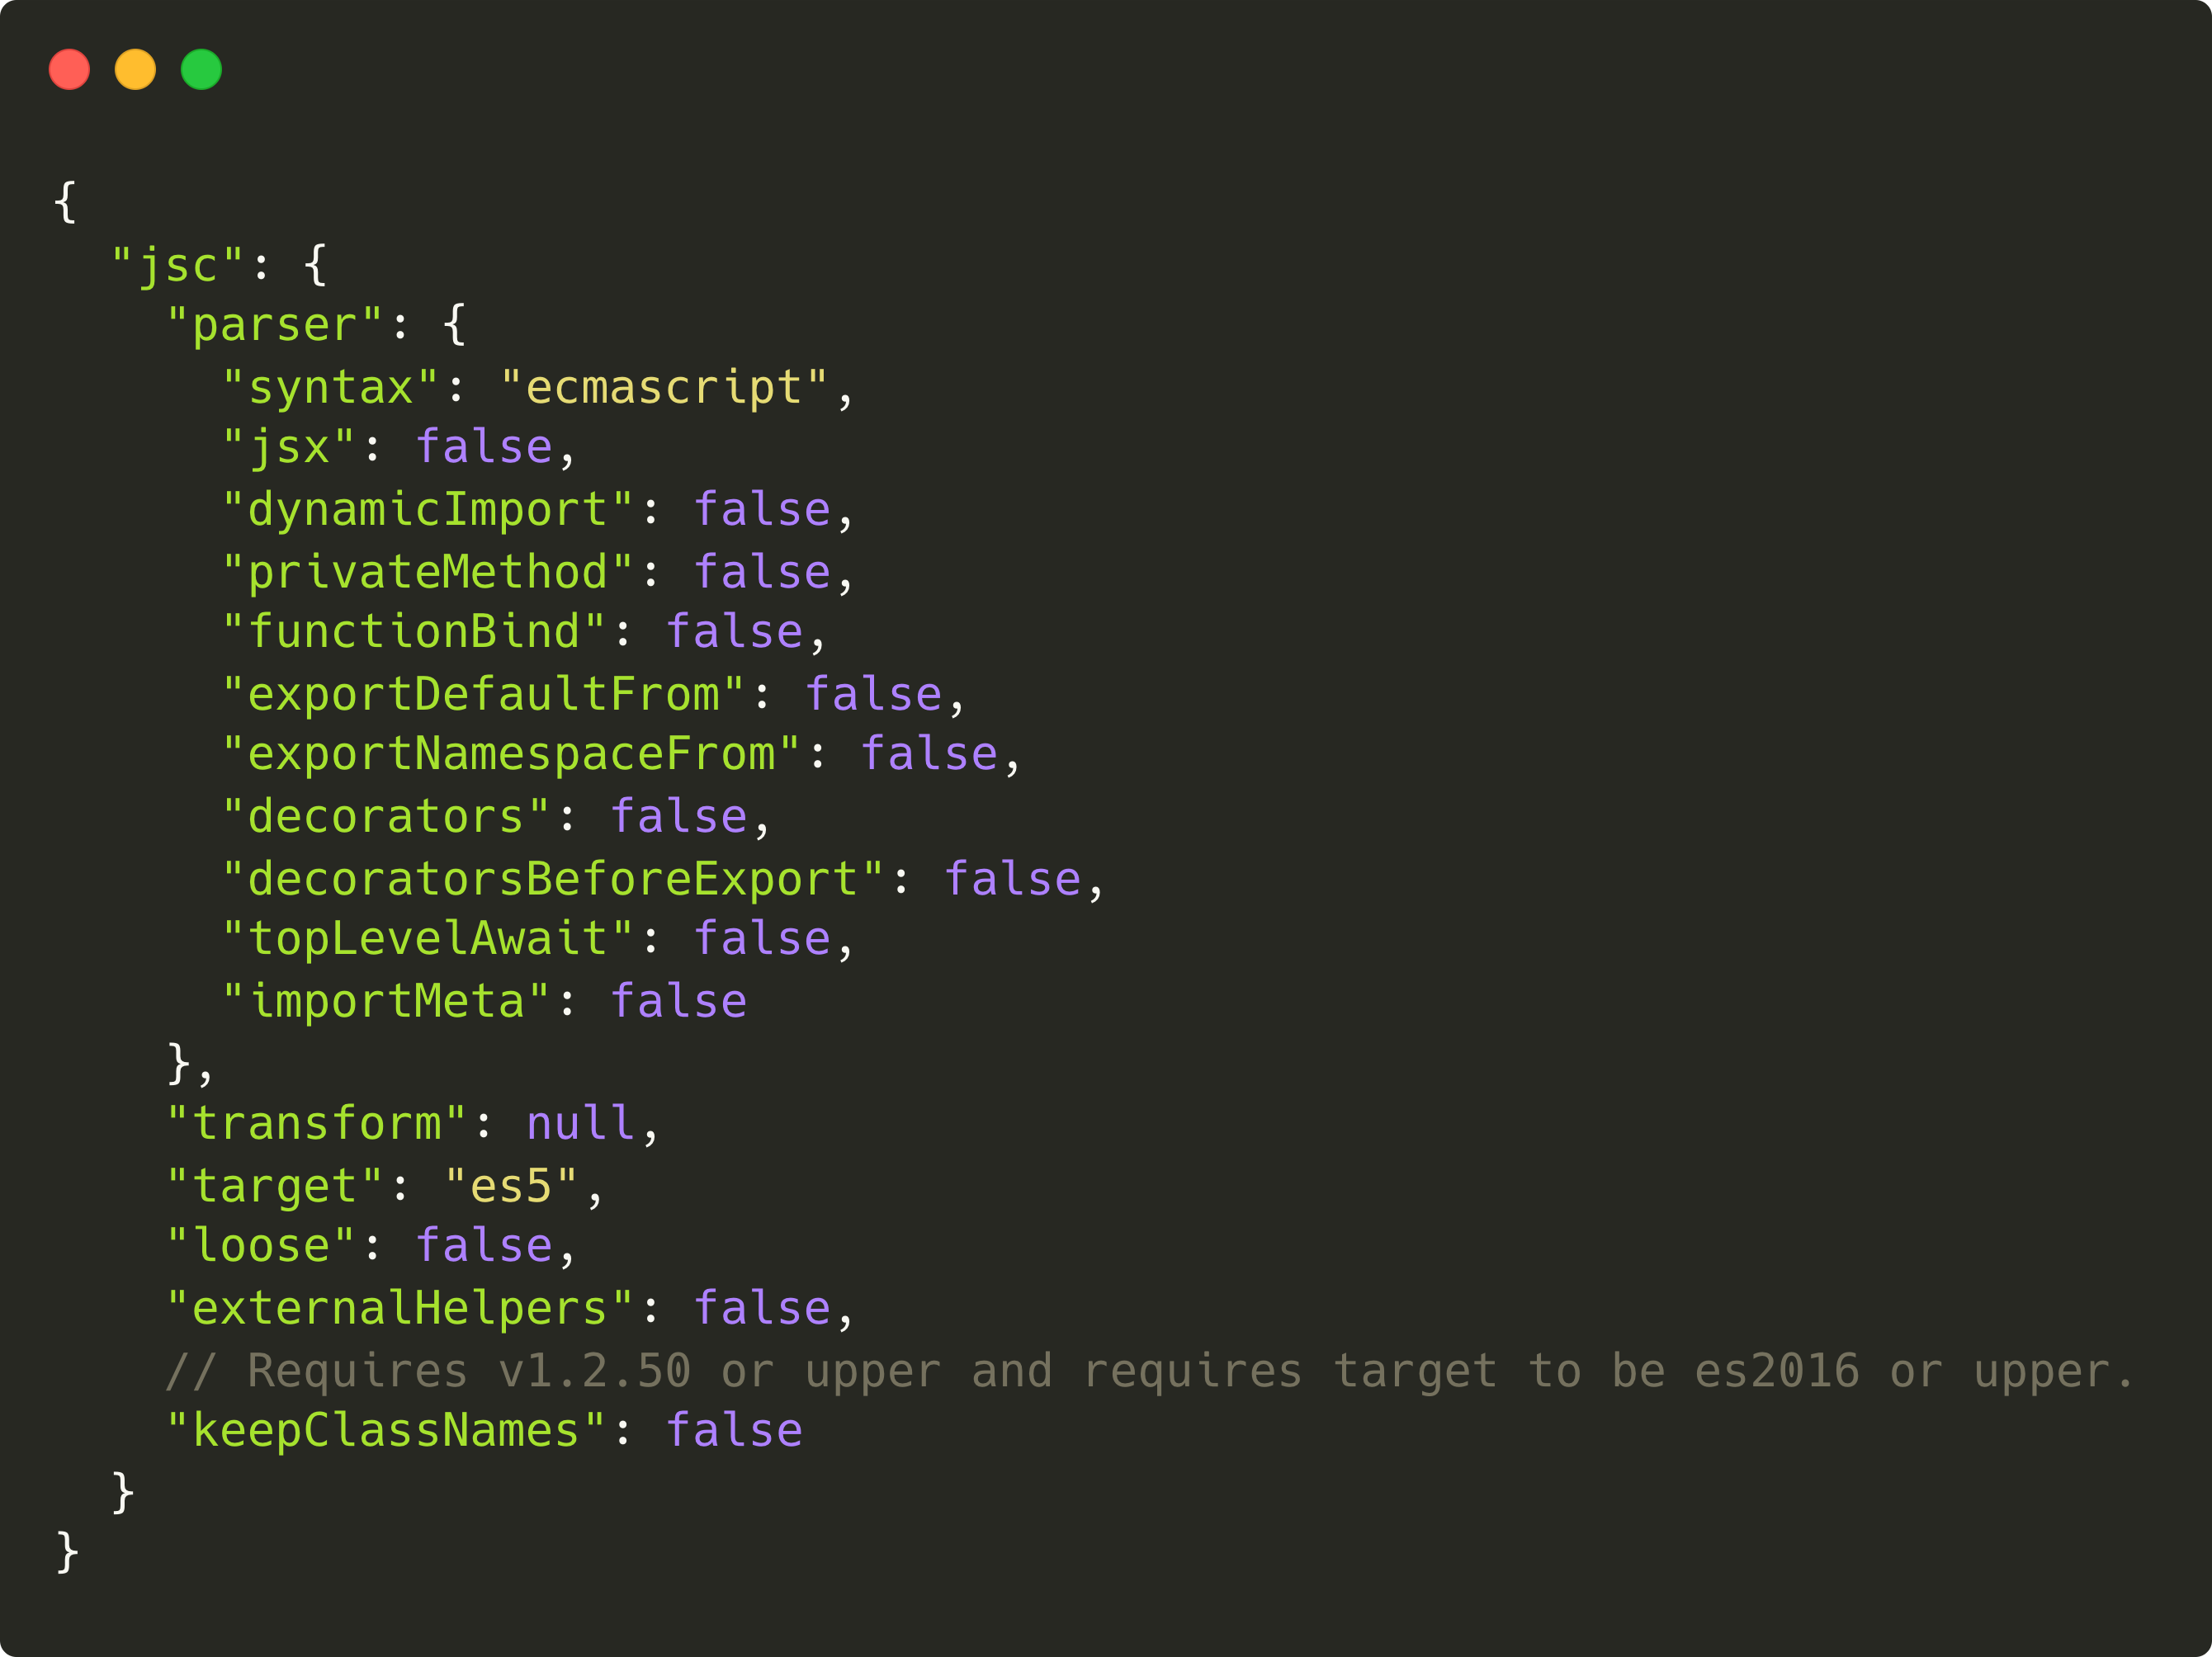 {
  "jsc": {
    "parser": {
      "syntax": "ecmascript",
      "jsx": false,
      "dynamicImport": false,
      "privateMethod": false,
      "functionBind": false,
      "exportDefaultFrom": false,
      "exportNamespaceFrom": false,
      "decorators": false,
      "decoratorsBeforeExport": false,
      "topLevelAwait": false,
      "importMeta": false
    },
    "transform": null,
    "target": "es5",
    "loose": false,
    "externalHelpers": false,
    // Requires v1.2.50 or upper and requires target to be es2016 or upper.
    "keepClassNames": false
  }
}